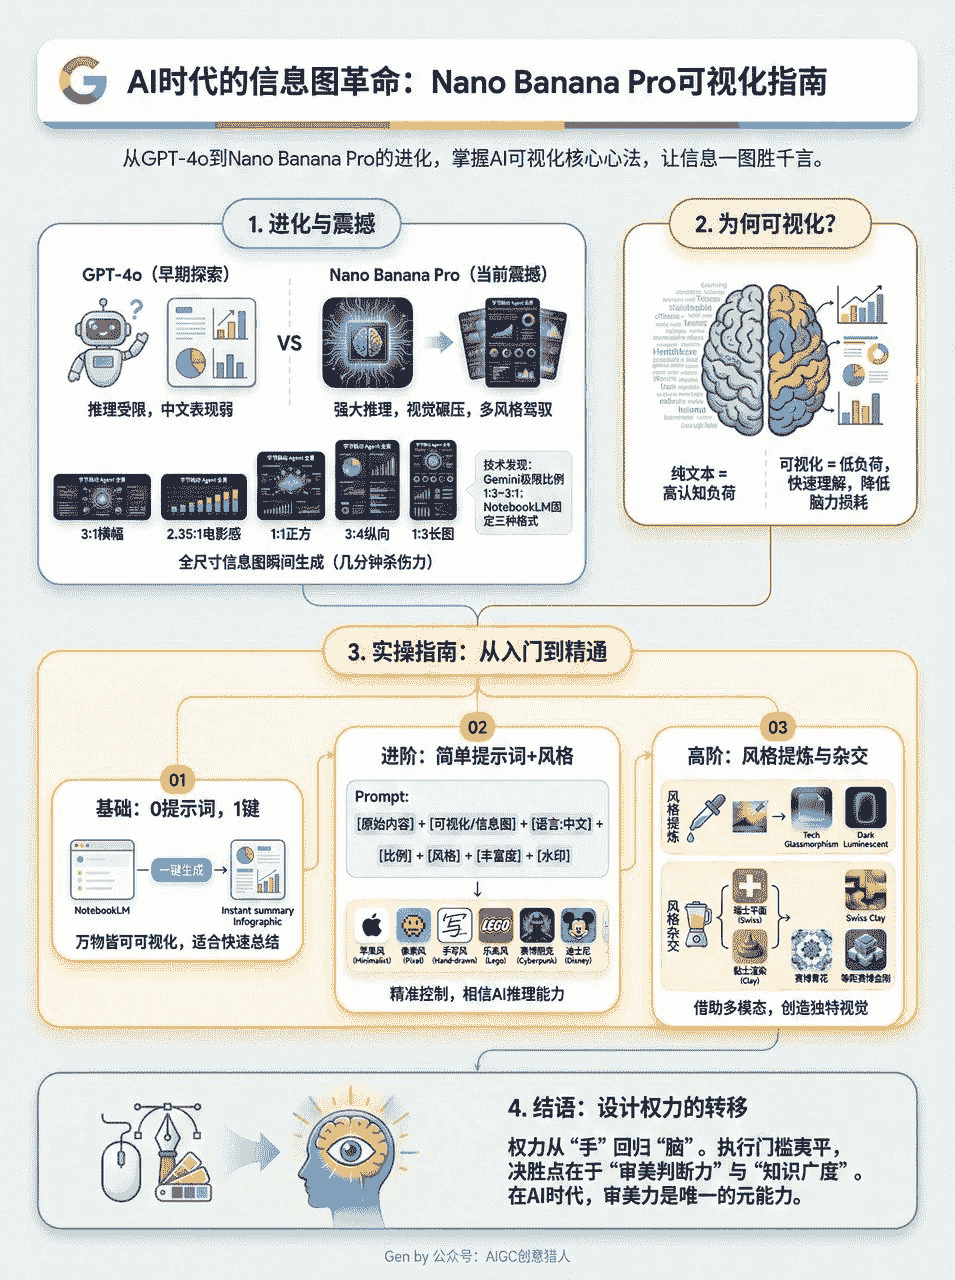 AI时代的信息图革命：Nano Banana Pro可视化指南
从GPT-4o到Nano Banana Pro的进化，掌握AI可视化核心心法，让信息一图胜千言。
1. 进化与震撼
GPT-4o（早期探索）
推理受限，中文表现弱
VS
Nano Banana Pro（当前震撼）
强大推理，视觉碾压，多风格驾驭
3:1横幅
2.35:1电影感
1:1正方
3:4纵向
1:3长图
技术发现：
Gemini极限比例
1:3~3:1；
NotebookLM固
定三种格式
全尺寸信息图瞬间生成（几分钟杀伤力）
2. 为何可视化？
Healthcare
纯文本 =
高认知负荷
可视化 = 低负荷，
快速理解，降低
脑力损耗
3. 实操指南：从入门到精通
01
基础：0提示词，1键
NotebookLM
一键生成
Instant summary
Infographic
万物皆可可视化，适合快速总结
02
进阶：简单提示词+风格
Prompt:
[原始内容] + [可视化/信息图] + [语言:中文] +
[比例] + [风格] + [丰富度] + [水印]
写
LEGO
苹果风
(Minimalist)
像素风
(Pixel)
手写风
(Hand-drawn)
乐高风
(Lego)
赛博朋克
(Cyberpunk)
迪士尼
(Disney)
精准控制，相信AI推理能力
03
高阶：风格提炼与杂交
风格提炼
Tech
Glassmorphism
Dark
Luminescent
风格杂交
瑞士平面
(Swiss)
黏土渲染
(Clay)
Swiss Clay
赛博青花
等距赛博金刚
借助多模态，创造独特视觉
4. 结语：设计权力的转移
权力从“手”回归“脑”。执行门槛夷平，
决胜点在于“审美判断力”与“知识广度”。
在AI时代，审美力是唯一的元能力。
Gen by 公众号：AIGC创意猎人